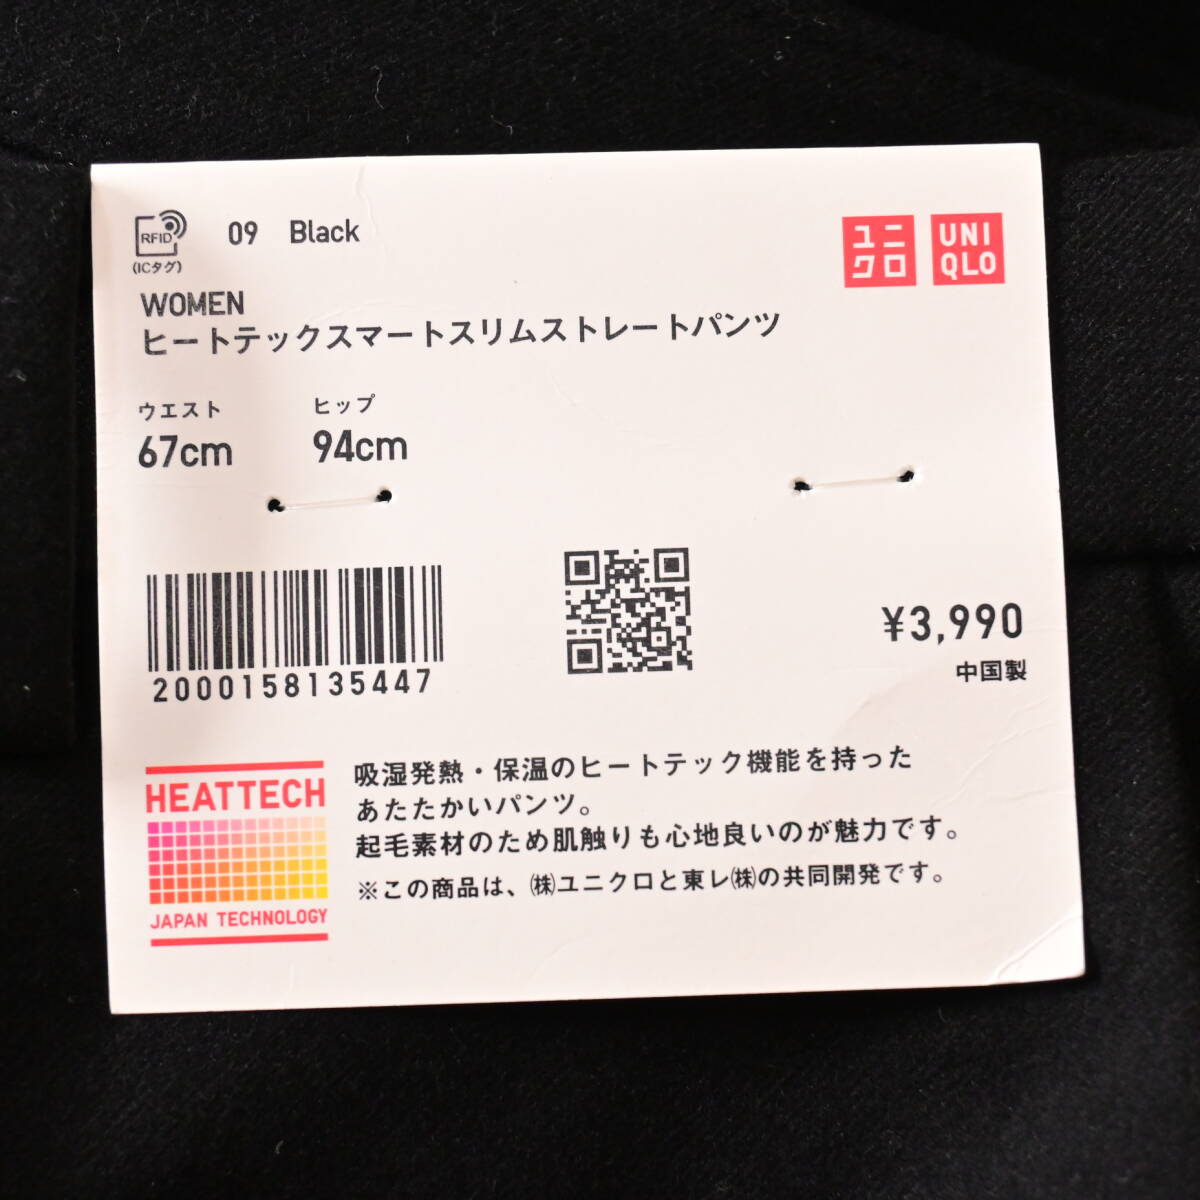 RFID
(ICタグ)
09 Black
ユニ
クロ
UNI
QLO
WOMEN
ヒートテックスマートスリムストレートパンツ
ウエスト ヒップ
67cm 94cm
2000158135447
¥3,990
中国製
HEATTECH
JAPAN TECHNOLOGY
吸湿発熱・保温のヒートテック機能を持った
あたたかいパンツ。
起毛素材のため肌触りも心地良いのが魅力です。
※この商品は、㈱ユニクロと東レ㈱の共同開発です。